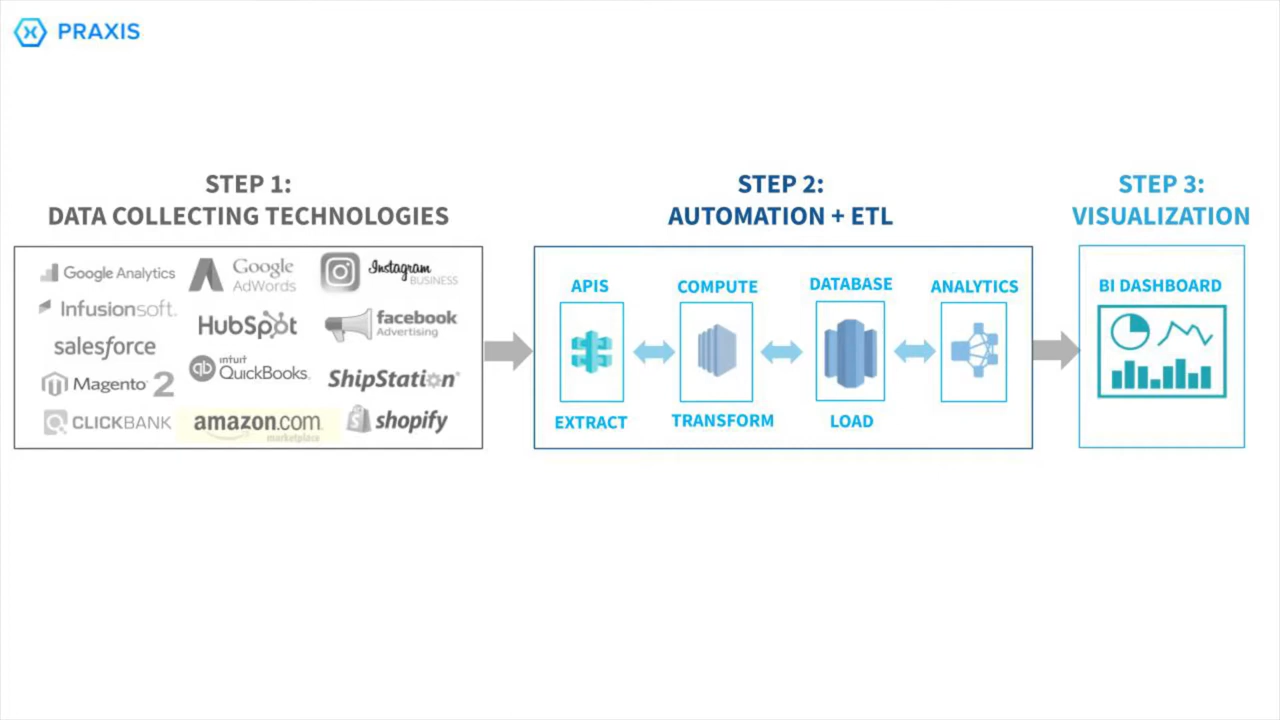 PRAXIS
STEP 1:
DATA COLLECTING TECHNOLOGIES
Google Analytics
Google
AdWords
Instagram
BUSINESS
Infusionsoft.
HubSpot
facebook
Advertising
salesforce
intuit
qb QuickBooks.
ShipStation
Magento 2
CLICKBANK
amazon.com
marketplace
shopify
STEP 2:
AUTOMATION + ETL
APIS
COMPUTE
DATABASE
ANALYTICS
EXTRACT
TRANSFORM
LOAD
STEP 3:
VISUALIZATION
BI DASHBOARD